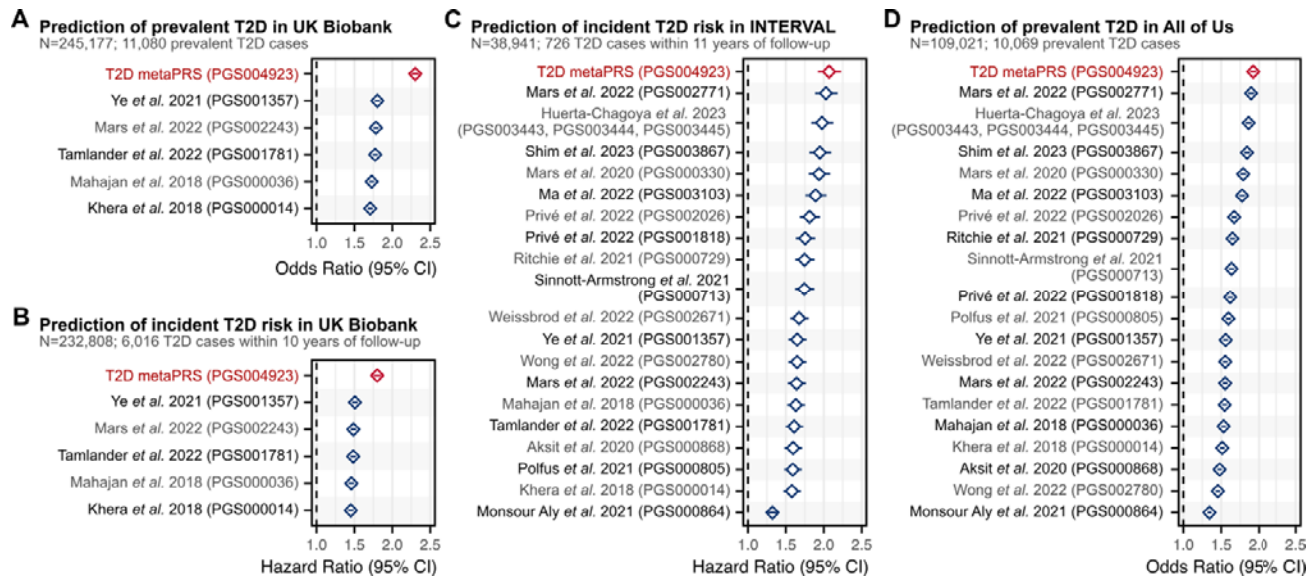 A
Prediction of prevalent T2D in UK Biobank
N=245,177; 11,080 prevalent T2D cases
T2D metaPRS (PGS004923)
Ye et al. 2021 (PGS001357)
Mars et al. 2022 (PGS002243)
Tamlander et al. 2022 (PGS001781)
Mahajan et al. 2018 (PGS000036)
Khera et al. 2018 (PGS000014)
1.0 1.5 2.0 2.5
Odds Ratio (95% CI)
B
Prediction of incident T2D risk in UK Biobank
N=232,808; 6,016 T2D cases within 10 years of follow-up
T2D metaPRS (PGS004923)
Ye et al. 2021 (PGS001357)
Mars et al. 2022 (PGS002243)
Tamlander et al. 2022 (PGS001781)
Mahajan et al. 2018 (PGS000036)
Khera et al. 2018 (PGS000014)
1.0 1.5 2.0 2.5
Hazard Ratio (95% CI)
C
Prediction of incident T2D risk in INTERVAL
N=38,941; 726 T2D cases within 11 years of follow-up
T2D metaPRS (PGS004923)
Mars et al. 2022 (PGS002771)
Huerta-Chagoya et al. 2023
(PGS003443, PGS003444, PGS003445)
Shim et al. 2023 (PGS003867)
Mars et al. 2020 (PGS000330)
Ma et al. 2022 (PGS003103)
Privé et al. 2022 (PGS002026)
Privé et al. 2022 (PGS001818)
Ritchie et al. 2021 (PGS000729)
Sinnott-Armstrong et al. 2021
(PGS000713)
Weissbrod et al. 2022 (PGS002671)
Ye et al. 2021 (PGS001357)
Wong et al. 2022 (PGS002780)
Mars et al. 2022 (PGS002243)
Mahajan et al. 2018 (PGS000036)
Tamlander et al. 2022 (PGS001781)
Aksit et al. 2020 (PGS000868)
Polfus et al. 2021 (PGS000805)
Khera et al. 2018 (PGS000014)
Monsour Aly et al. 2021 (PGS000864)
1.0 1.5 2.0 2.5
Hazard Ratio (95% CI)
D
Prediction of prevalent T2D in All of Us
N=109,021; 10,069 prevalent T2D cases
T2D metaPRS (PGS004923)
Mars et al. 2022 (PGS002771)
Huerta-Chagoya et al. 2023
(PGS003443, PGS003444, PGS003445)
Shim et al. 2023 (PGS003867)
Mars et al. 2020 (PGS000330)
Ma et al. 2022 (PGS003103)
Privé et al. 2022 (PGS002026)
Ritchie et al. 2021 (PGS000729)
Sinnott-Armstrong et al. 2021
(PGS000713)
Privé et al. 2022 (PGS001818)
Polfus et al. 2021 (PGS000805)
Ye et al. 2021 (PGS001357)
Weissbrod et al. 2022 (PGS002671)
Mars et al. 2022 (PGS002243)
Tamlander et al. 2022 (PGS001781)
Mahajan et al. 2018 (PGS000036)
Khera et al. 2018 (PGS000014)
Aksit et al. 2020 (PGS000868)
Wong et al. 2022 (PGS002780)
Monsour Aly et al. 2021 (PGS000864)
1.0 1.5 2.0 2.5
Odds Ratio (95% CI)